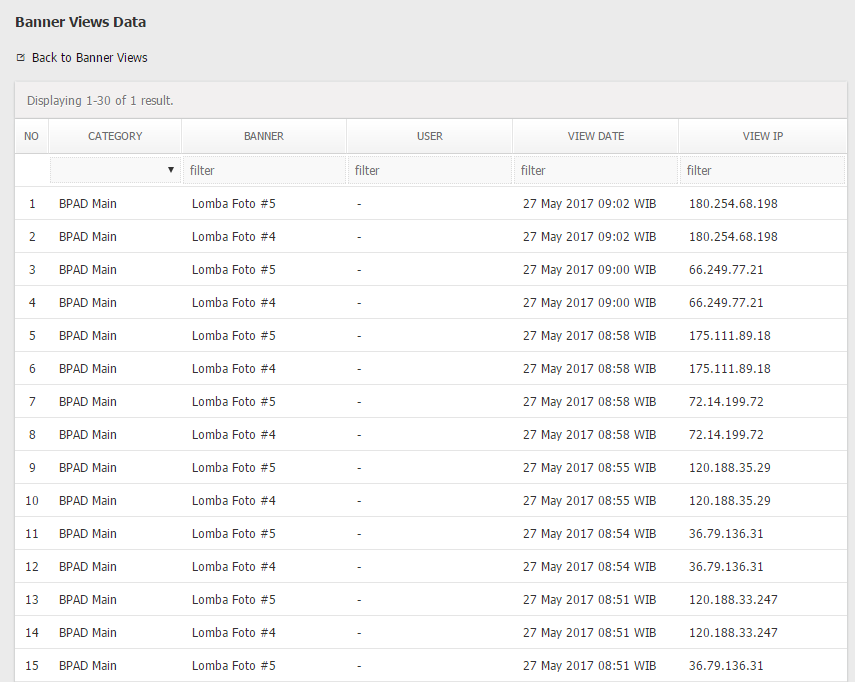 Banner Views Data
Back to Banner Views
Displaying 1-30 of 1 result.
NO CATEGORY BANNER USER VIEW DATE VIEW IP
filter filter filter filter
1 BPAD Main Lomba Foto #5 - 27 May 2017 09:02 WIB 180.254.68.198
2 BPAD Main Lomba Foto #4 - 27 May 2017 09:02 WIB 180.254.68.198
3 BPAD Main Lomba Foto #5 - 27 May 2017 09:00 WIB 66.249.77.21
4 BPAD Main Lomba Foto #4 - 27 May 2017 09:00 WIB 66.249.77.21
5 BPAD Main Lomba Foto #5 - 27 May 2017 08:58 WIB 175.111.89.18
6 BPAD Main Lomba Foto #4 - 27 May 2017 08:58 WIB 175.111.89.18
7 BPAD Main Lomba Foto #5 - 27 May 2017 08:58 WIB 72.14.199.72
8 BPAD Main Lomba Foto #4 - 27 May 2017 08:58 WIB 72.14.199.72
9 BPAD Main Lomba Foto #5 - 27 May 2017 08:55 WIB 120.188.35.29
10 BPAD Main Lomba Foto #4 - 27 May 2017 08:55 WIB 120.188.35.29
11 BPAD Main Lomba Foto #5 - 27 May 2017 08:54 WIB 36.79.136.31
12 BPAD Main Lomba Foto #4 - 27 May 2017 08:54 WIB 36.79.136.31
13 BPAD Main Lomba Foto #5 - 27 May 2017 08:51 WIB 120.188.33.247
14 BPAD Main Lomba Foto #4 - 27 May 2017 08:51 WIB 120.188.33.247
15 BPAD Main Lomba Foto #5 - 27 May 2017 08:51 WIB 36.79.136.31